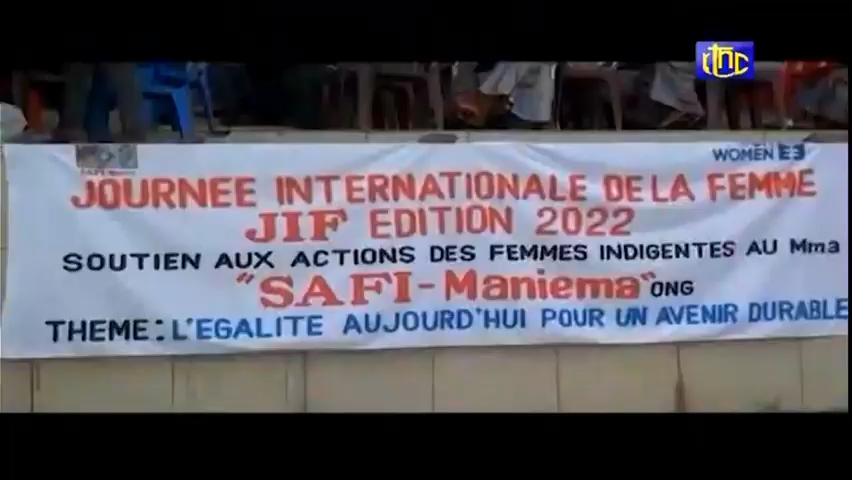 rtnc
WOMEN E3
JOURNEE INTERNATIONALE DE LA FEMME
JIF EDITION 2022
SOUTIEN AUX ACTIONS DES FEMMES INDIGENTES AU Mma
"SAFI-Maniema" ONG
THEME: L'EGALITE AUJOURD'HUI POUR UN AVENIR DURABLE